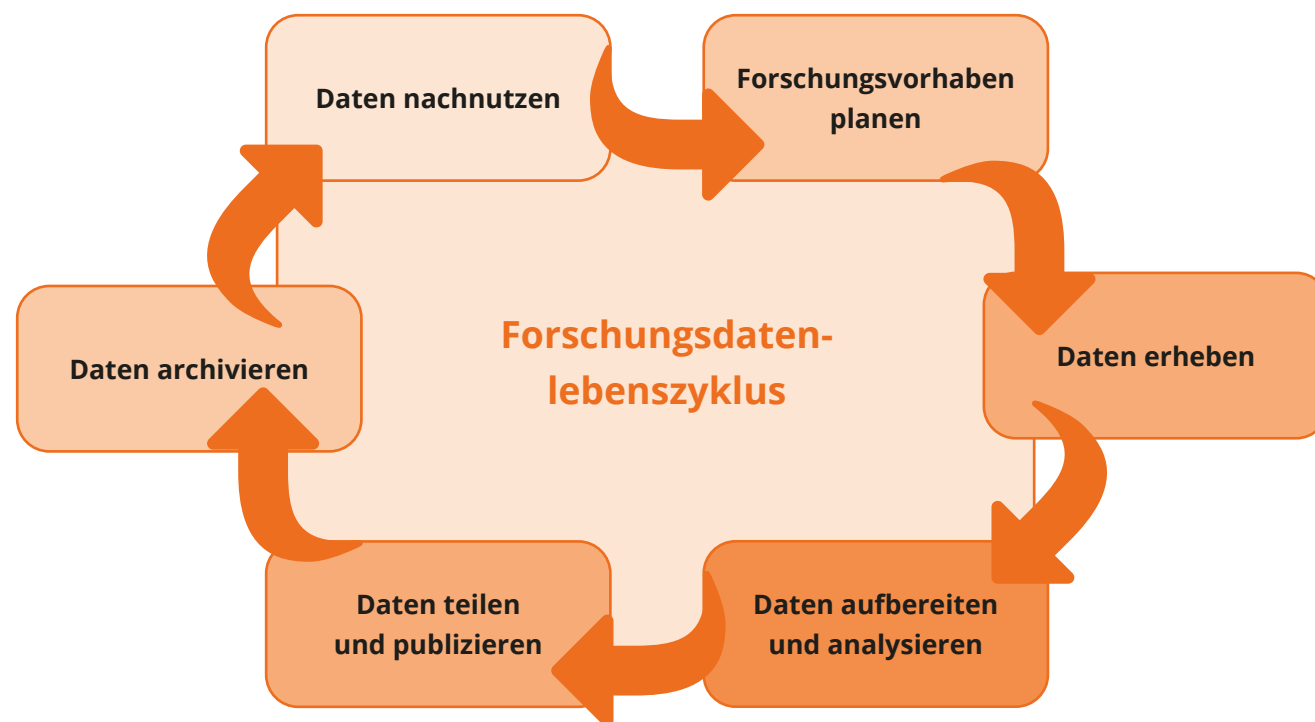 Daten nachnutzen
Forschungsvorhaben
planen
Forschungsdaten-
lebenszyklus
Daten erheben
Daten archivieren
Daten teilen
und publizieren
Daten aufbereiten
und analysieren